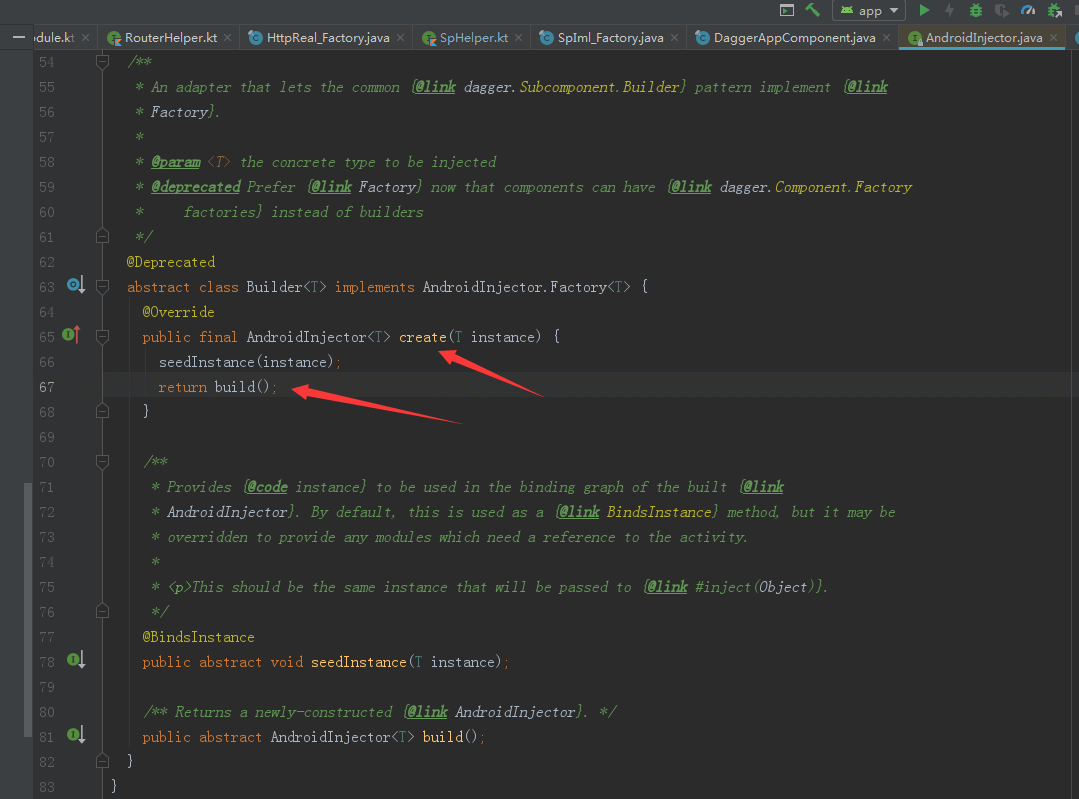 app
odule.kt
RouterHelper.kt
HttpReal_Factory.java
SpHelper.kt
SpIml_Factory.java
DaggerAppComponent.java
AndroidInjector.java
54 /**
55 * An adapter that lets the common {@link dagger.Subcomponent.Builder} pattern implement {@link
56 * Factory}.
57 *
58 * @param <T> the concrete type to be injected
59 * @deprecated Prefer {@link Factory} now that components can have {@link dagger.Component.Factory
60 * factories} instead of builders
61 */
62 @Deprecated
63 abstract class Builder<T> implements AndroidInjector.Factory<T> {
64 @Override
65 public final AndroidInjector<T> create(T instance) {
66 seedInstance(instance);
67 return build();
68 }
69
70 /**
71 * Provides {@code instance} to be used in the binding graph of the built {@link
72 * AndroidInjector}. By default, this is used as a {@link BindsInstance} method, but it may be
73 * overridden to provide any modules which need a reference to the activity.
74 *
75 * <p>This should be the same instance that will be passed to {@link #inject(Object)}.
76 */
77 @BindsInstance
78 public abstract void seedInstance(T instance);
79
80 /** Returns a newly-constructed {@link AndroidInjector}. */
81 public abstract AndroidInjector<T> build();
82 }
83 }